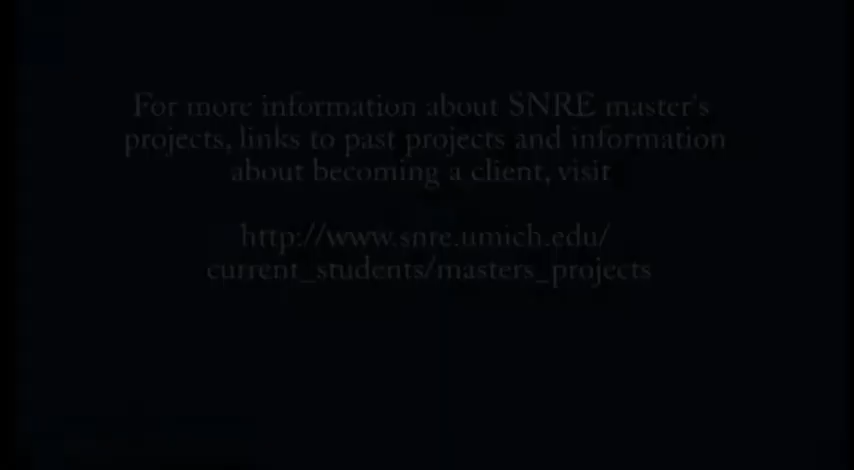 For more information about SNRE master's
projects, links to past projects and information
about becoming a client, visit
http://www.snre.umich.edu/
current_students/masters_projects